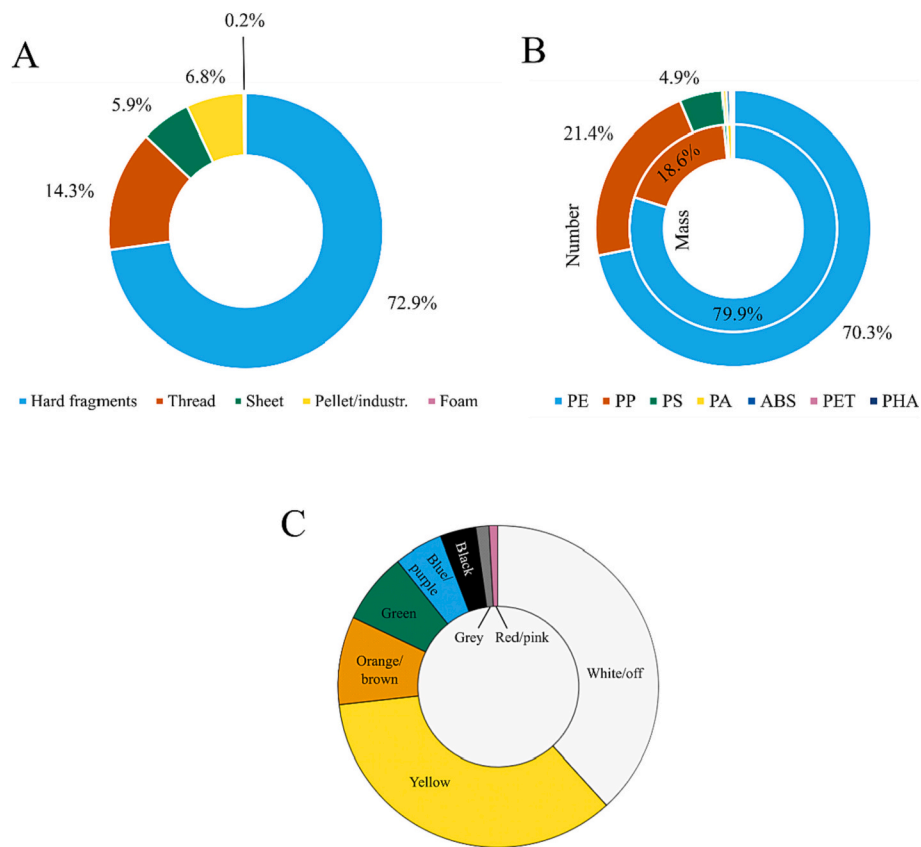 A
0.2%
6.8%
5.9%
14.3%
72.9%
Hard fragments Thread Sheet Pellet/industr. Foam
B
4.9%
21.4%
18.6%
Number
Mass
79.9%
70.3%
PE PP PS PA ABS PET PHA
C
Black
Blue/
purple
Green
Grey
Red/pink
Orange/
brown
White/off
Yellow